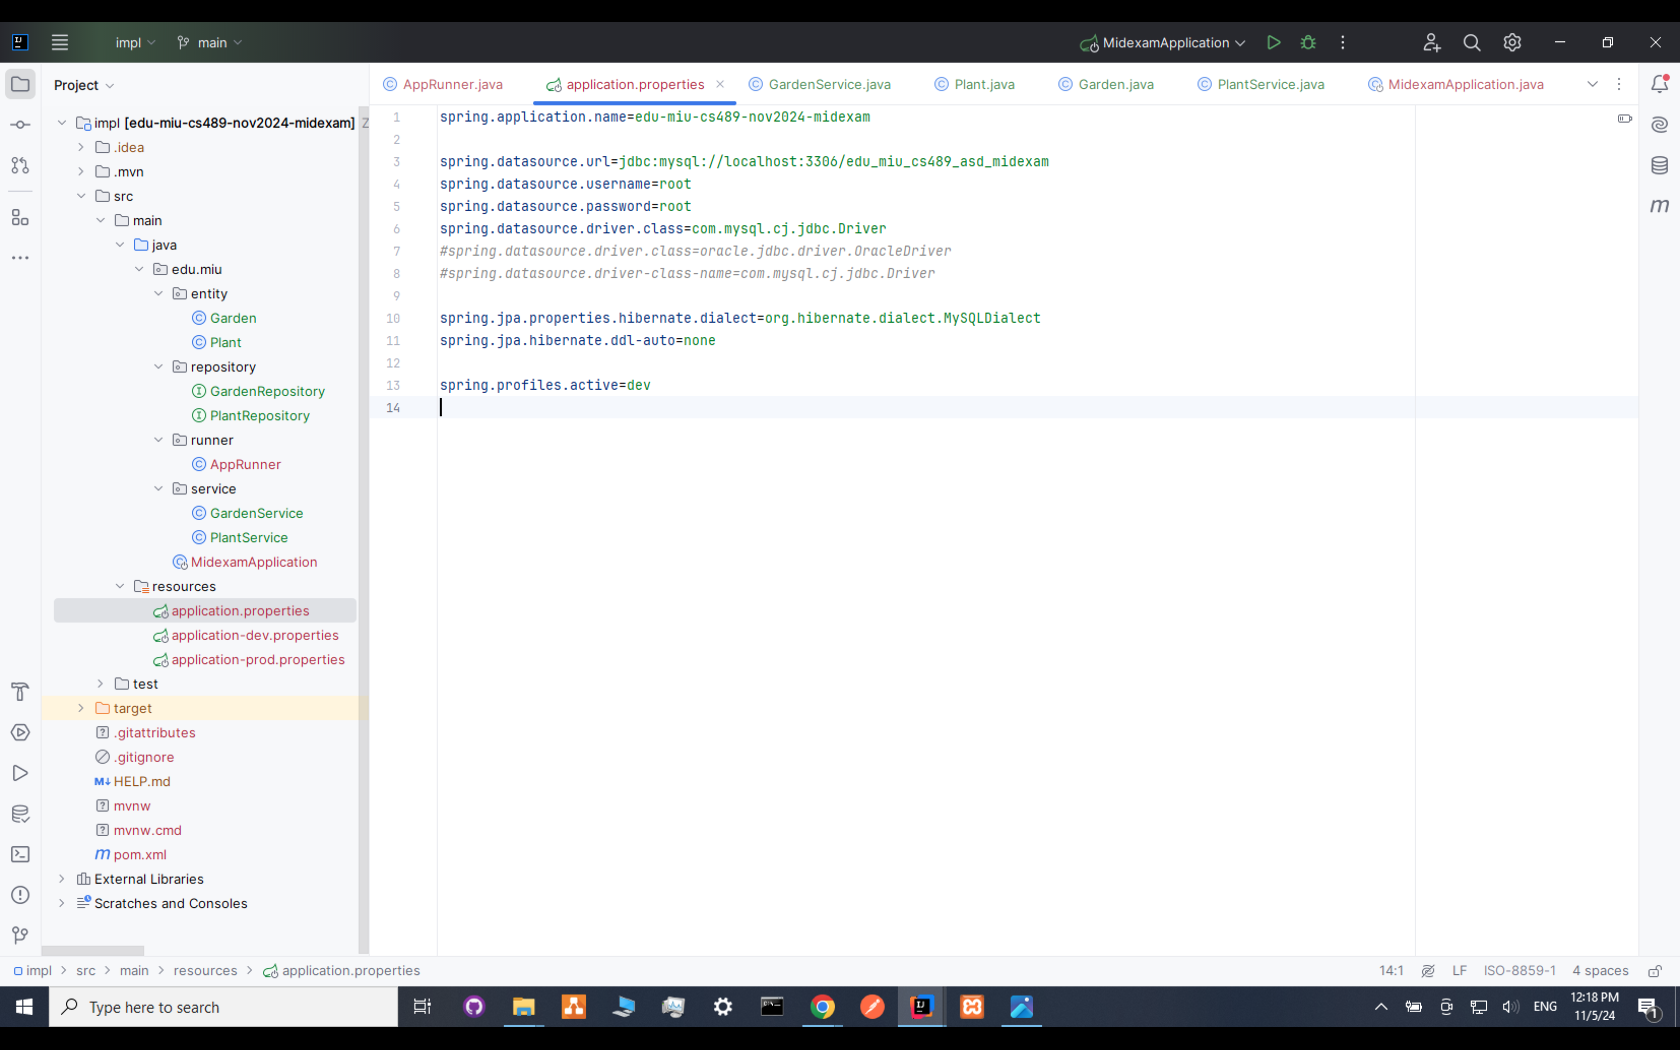 impl
main
MidexamApplication
Project
AppRunner.java
application.properties
GardenService.java
Plant.java
Garden.java
PlantService.java
MidexamApplication.java
impl [edu-miu-cs489-nov2024-midexam] Z
.idea
.mvn
src
main
java
edu.miu
entity
Garden
Plant
repository
GardenRepository
PlantRepository
runner
AppRunner
service
GardenService
PlantService
MidexamApplication
resources
application.properties
application-dev.properties
application-prod.properties
test
target
.gitattributes
.gitignore
M↓ HELP.md
mvnw
mvnw.cmd
m pom.xml
External Libraries
Scratches and Consoles
1 spring.application.name=edu-miu-cs489-nov2024-midexam
2
3 spring.datasource.url=jdbc:mysql://localhost:3306/edu_miu_cs489_asd_midexam
4 spring.datasource.username=root
5 spring.datasource.password=root
6 spring.datasource.driver.class=com.mysql.cj.jdbc.Driver
7 #spring.datasource.driver.class=oracle.jdbc.driver.OracleDriver
8 #spring.datasource.driver-class-name=com.mysql.cj.jdbc.Driver
9
10 spring.jpa.properties.hibernate.dialect=org.hibernate.dialect.MySQLDialect
11 spring.jpa.hibernate.ddl-auto=none
12
13 spring.profiles.active=dev
14
m
impl > src > main > resources > application.properties
14:1 LF ISO-8859-1 4 spaces
Type here to search
ENG
12:18 PM
11/5/24
1